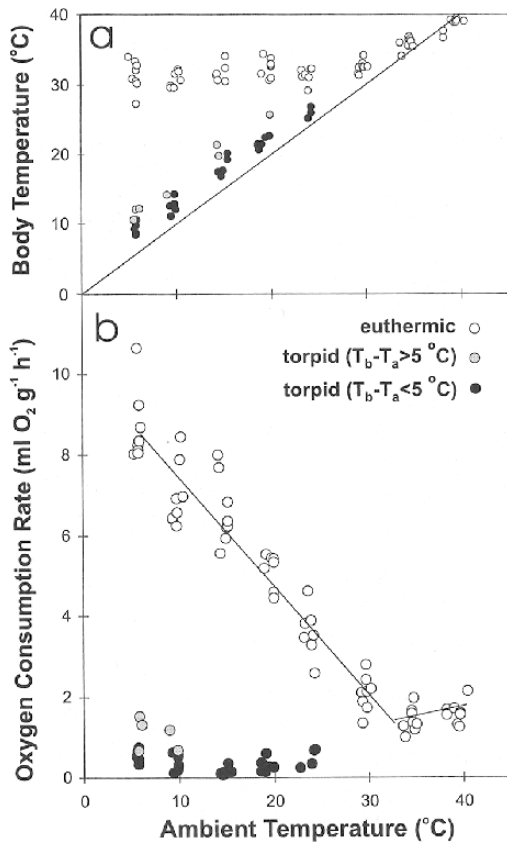 a
Body Temperature (°C)
40
30
20
10
0
b
Oxygen Consumption Rate (ml O₂ g⁻¹ h⁻¹)
euthermic
torpid (Tb-Ta>5 °C)
torpid (Tb-Ta<5 °C)
10
8
6
4
2
0
0
10
20
30
40
Ambient Temperature (°C)